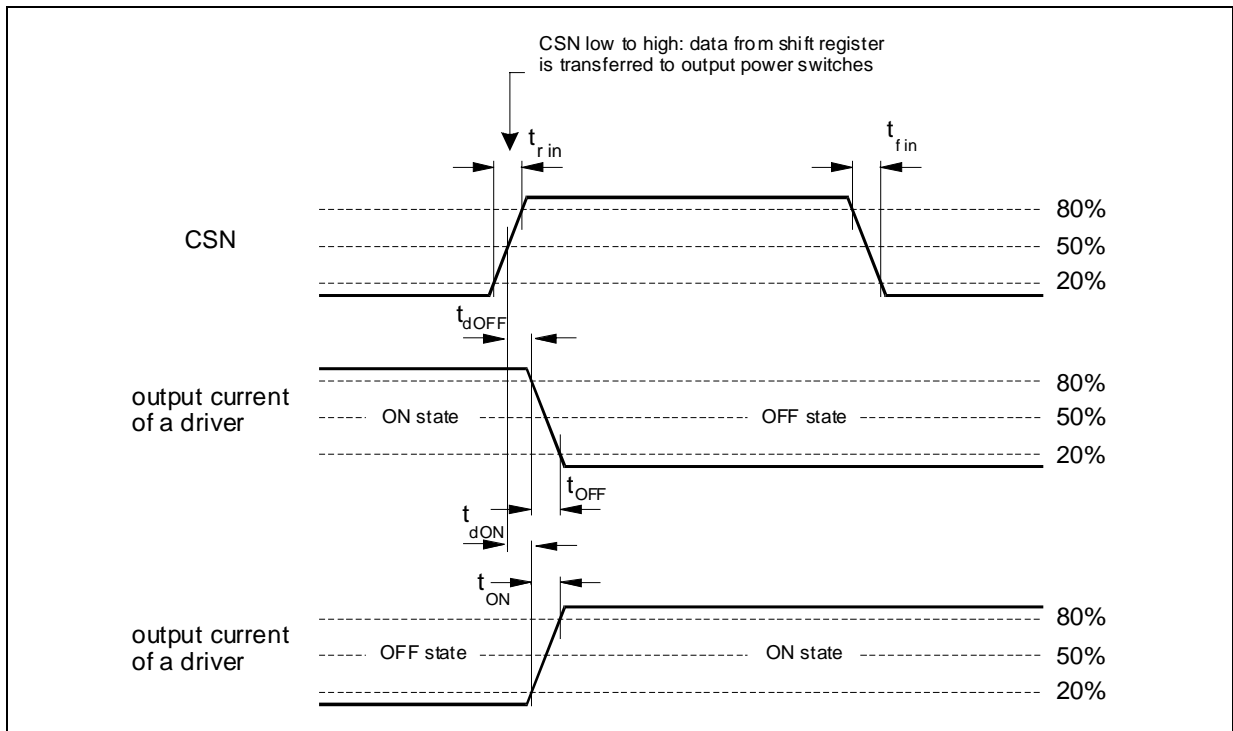 CSN low to high: data from shift register
is transferred to output power switches
t r in
t f in
CSN
80%
50%
20%
t dOFF
output current
of a driver
ON state
OFF state
80%
50%
20%
t OFF
t dON
t ON
output current
of a driver
OFF state
ON state
80%
50%
20%